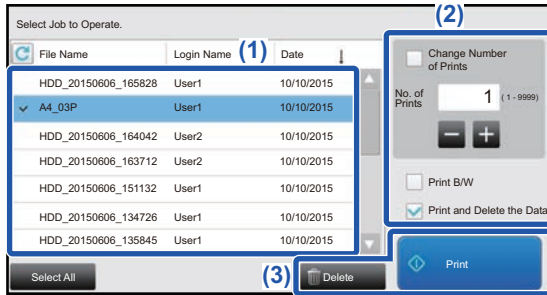 Select Job to Operate.
(2)
File Name Login Name (1) Date
HDD_20150606_165828 User1 10/10/2015
A4_03P User1 10/10/2015
HDD_20150606_164042 User2 10/10/2015
HDD_20150606_163712 User2 10/10/2015
HDD_20150606_151132 User1 10/10/2015
HDD_20150606_134726 User1 10/10/2015
HDD_20150606_135845 User1 10/10/2015
Change Number
of Prints
No. of
Prints
1 (1 - 9999)
Print B/W
Print and Delete the Data
Select All
(3)
Delete
Print